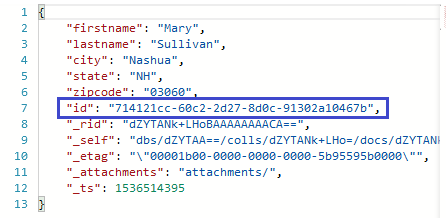 1 {
2 "firstname": "Mary",
3 "lastname": "Sullivan",
4 "city": "Nashua",
5 "state": "NH",
6 "zipcode": "03060",
7 "id": "714121cc-60c2-2d27-8d0c-91302a10467b",
8 "_rid": "dZYTANk+LHoBAAAAAAAACA==",
9 "_self": "dbs/dZYTAA==/colls/dZYTANk+LHo=/docs/dZYTANk
10 "_etag": "\"00001b00-0000-0000-0000-5b95595b0000\"",
11 "_attachments": "attachments/",
12 "_ts": 1536514395
13 }